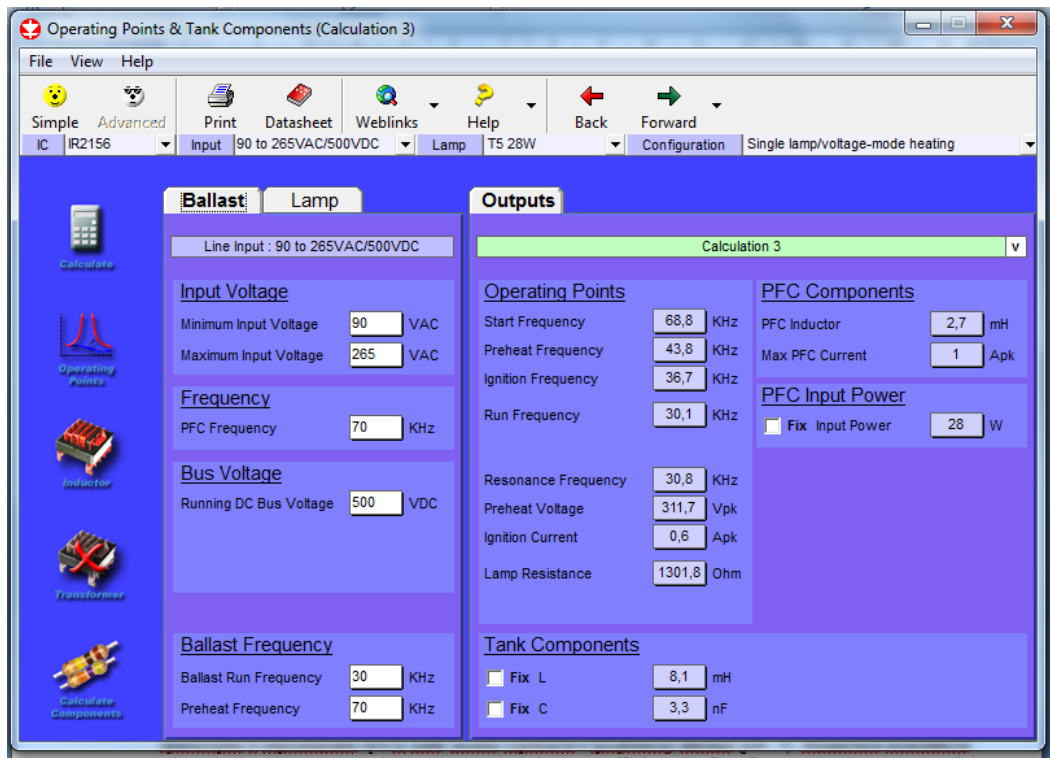 Operating Points & Tank Components (Calculation 3)
File View Help
Simple Advanced Print Datasheet Weblinks Help Back Forward
IC IR2156 Input 90 to 265VAC/500VDC Lamp T5 28W Configuration Single lamp/voltage-mode heating
Calculate
Operating
Points
Inductor
Transformer
Calculate
Components
Ballast Lamp
Line Input : 90 to 265VAC/500VDC
Input Voltage
Minimum Input Voltage 90 VAC
Maximum Input Voltage 265 VAC
Frequency
PFC Frequency 70 KHz
Bus Voltage
Running DC Bus Voltage 500 VDC
Ballast Frequency
Ballast Run Frequency 30 KHz
Preheat Frequency 70 KHz
Outputs
Calculation 3 v
Operating Points
Start Frequency 68,8 KHz
Preheat Frequency 43,8 KHz
Ignition Frequency 36,7 KHz
Run Frequency 30,1 KHz
Resonance Frequency 30,8 KHz
Preheat Voltage 311,7 Vpk
Ignition Current 0,6 Apk
Lamp Resistance 1301,8 Ohm
PFC Components
PFC Inductor 2,7 mH
Max PFC Current 1 Apk
PFC Input Power
Fix Input Power 28 W
Tank Components
Fix L 8,1 mH
Fix C 3,3 nF